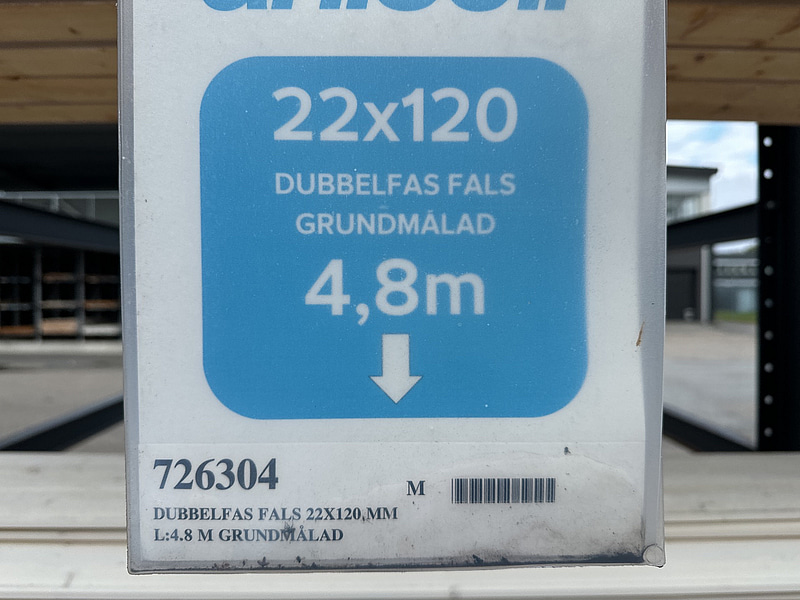 22x120
DUBBELFAS FALS
GRUNDMÅLAD
4,8m
726304
M
DUBBELFAS FALS 22X120,MM
L:4.8 M GRUNDMÅLAD